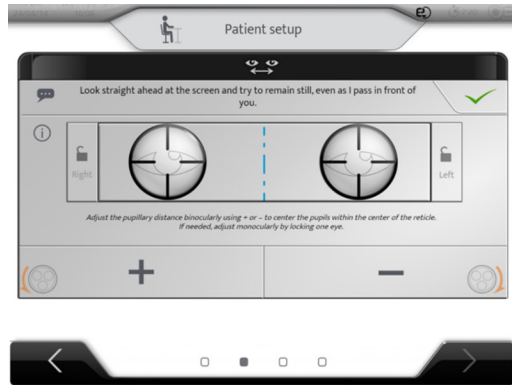 Patient setup
Look straight ahead at the screen and try to remain still, even as I pass in front of
you.
Right
Left
Adjust the pupillary distance binocularly using + or – to center the pupils within the center of the reticle.
If needed, adjust monocularly by locking one eye.
+
−